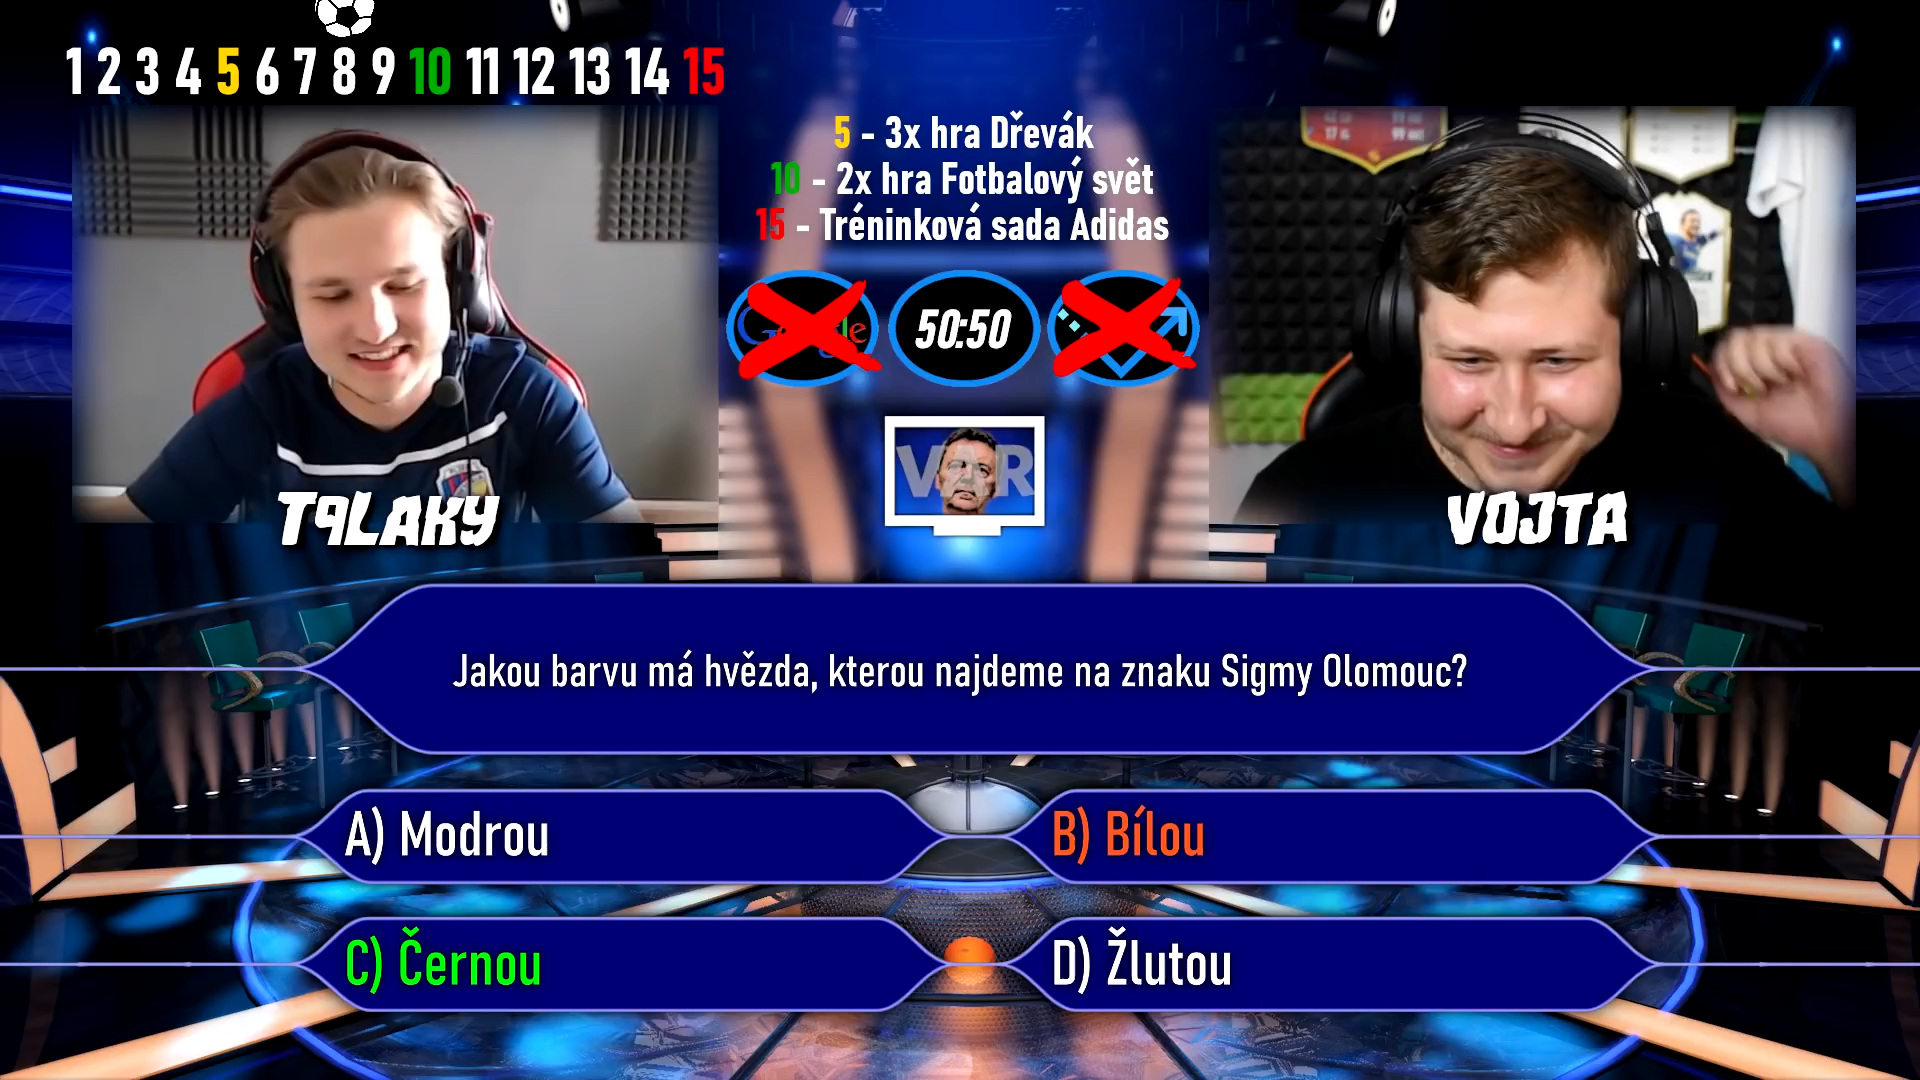 1 2 3 4 5 6 7 8 9 10 11 12 13 14 15
5 - 3x hra Dřevák
10 - 2x hra Fotbalový svět
15 - Tréninková sada Adidas
Google
50:50
VAR
T9LAKY
VOJTA
Jakou barvu má hvězda, kterou najdeme na znaku Sigmy Olomouc?
A) Modrou
B) Bílou
C) Černou
D) Žlutou